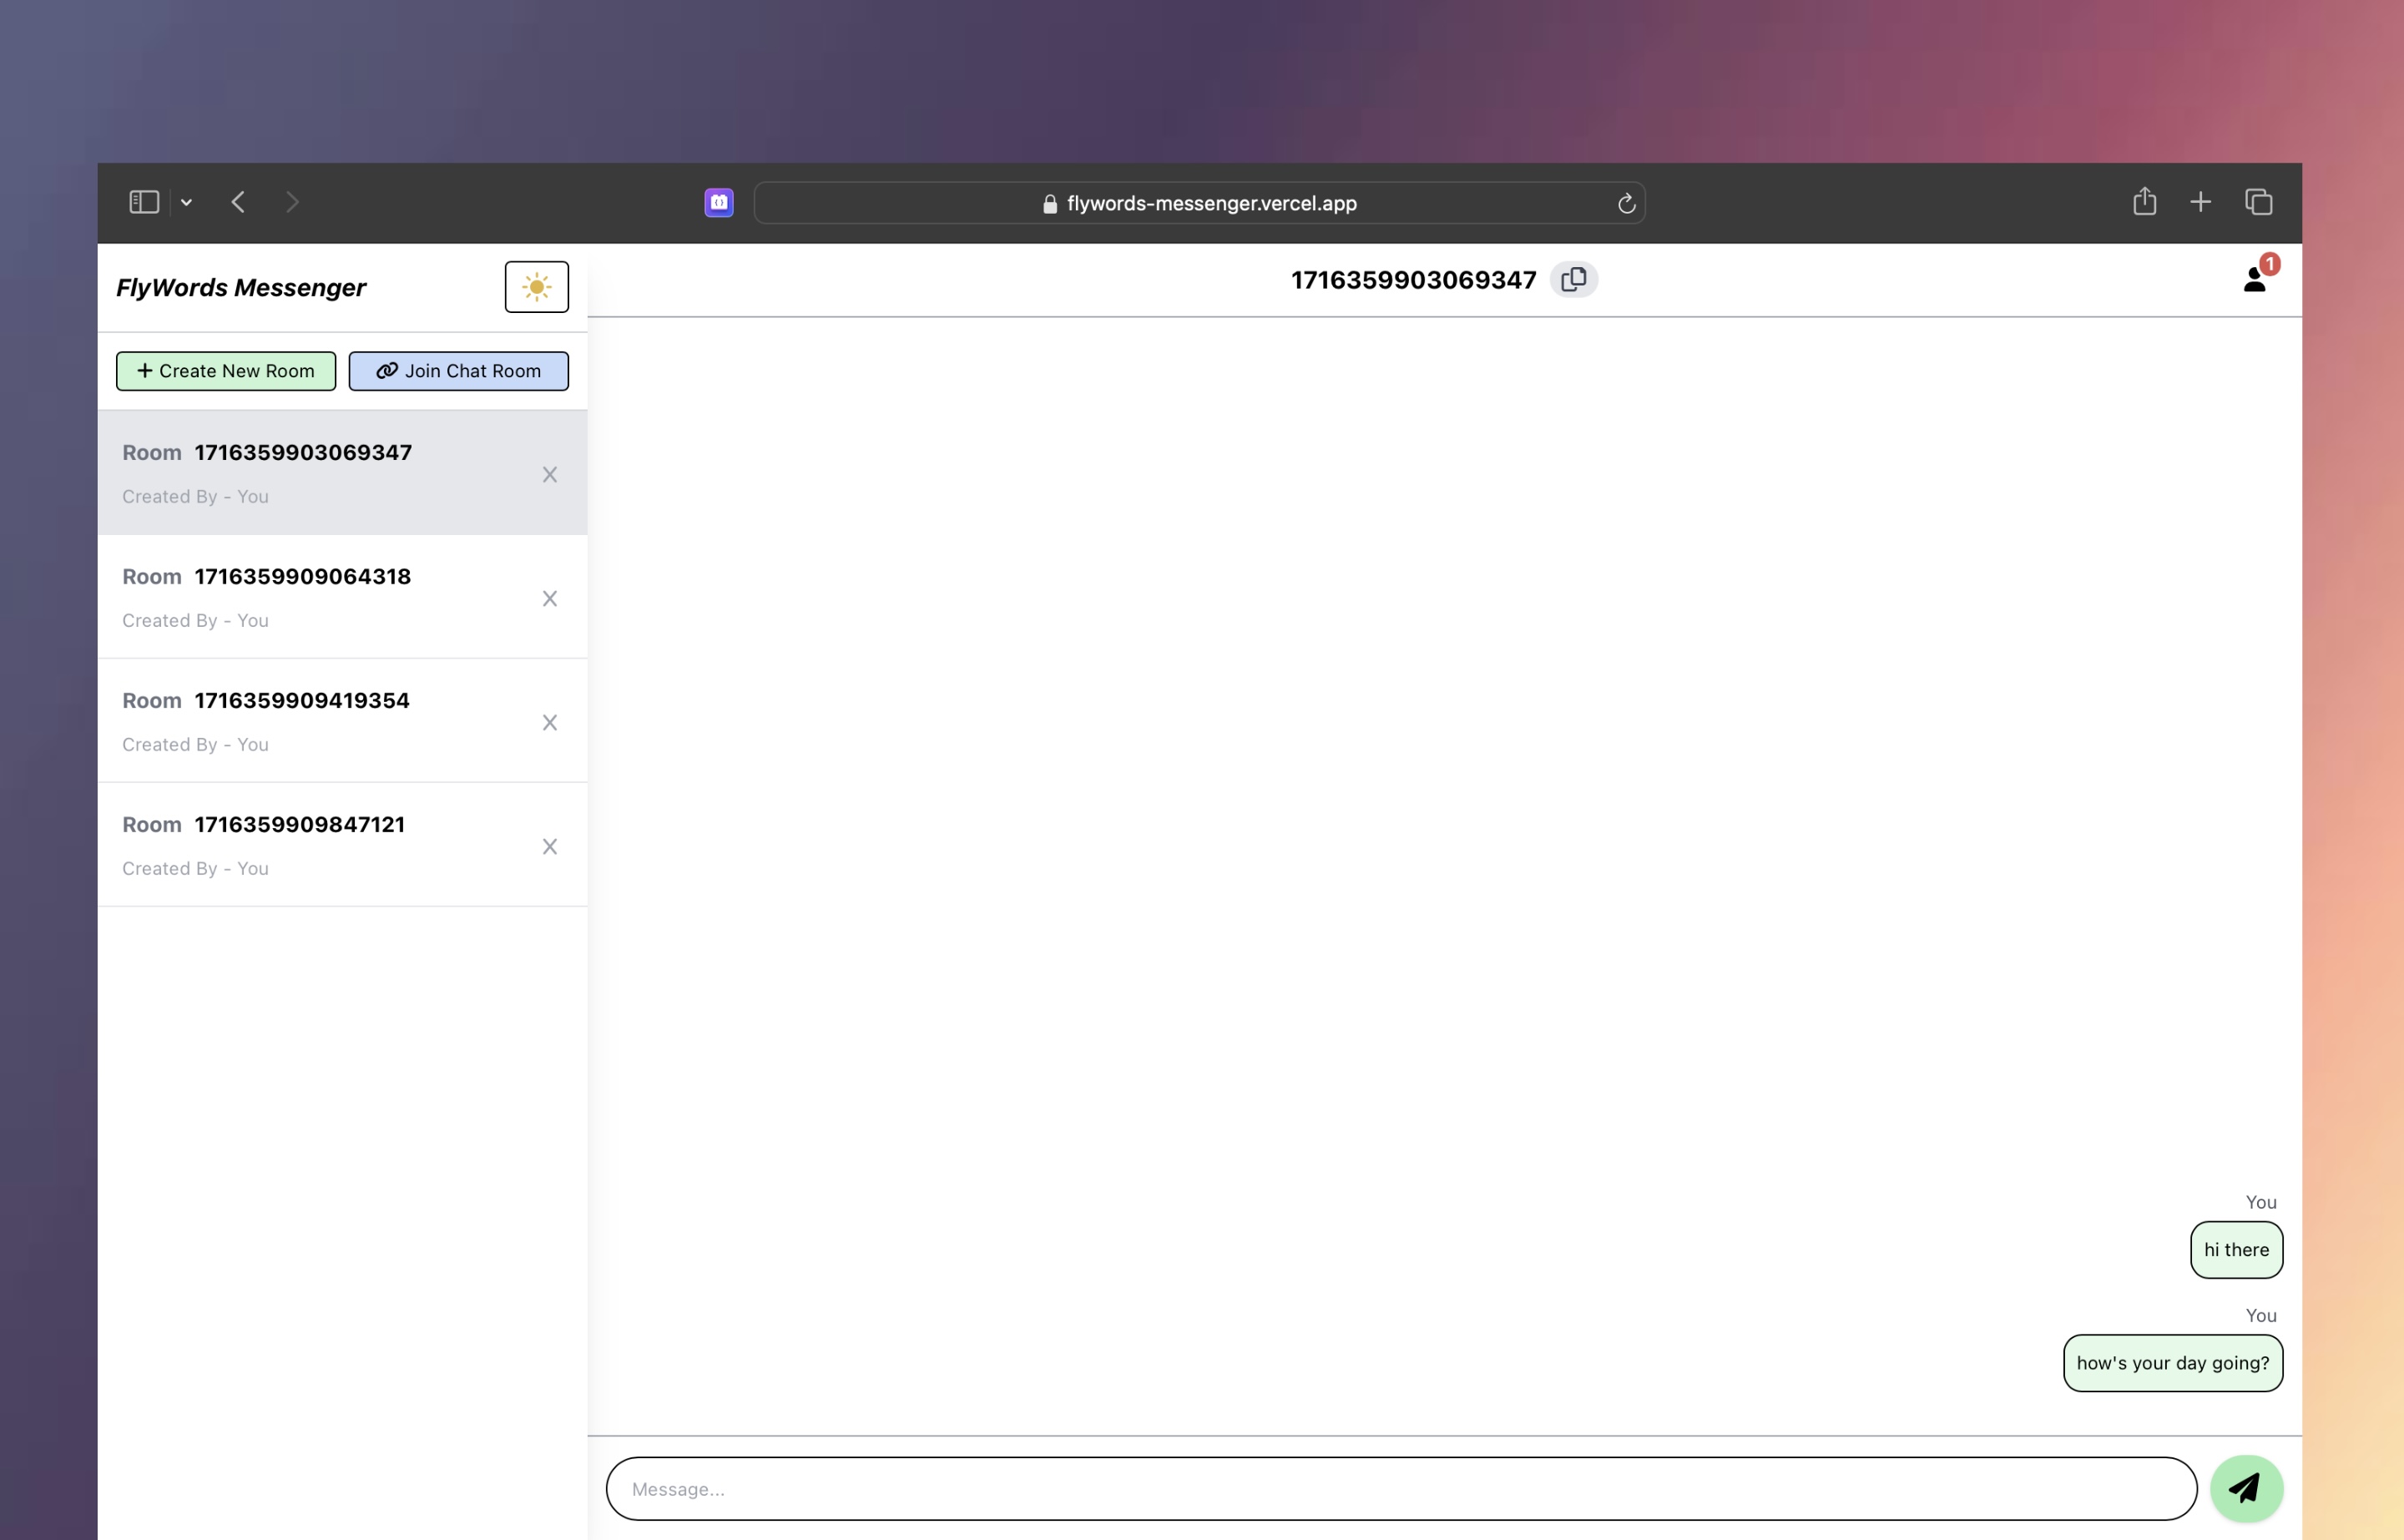 flywords-messenger.vercel.app
FlyWords Messenger
1716359903069347
1
+ Create New Room
Join Chat Room
Room 1716359903069347
X
Created By - You
Room 1716359909064318
X
Created By - You
Room 1716359909419354
X
Created By - You
Room 1716359909847121
X
Created By - You
You
hi there
You
how's your day going?
Message...